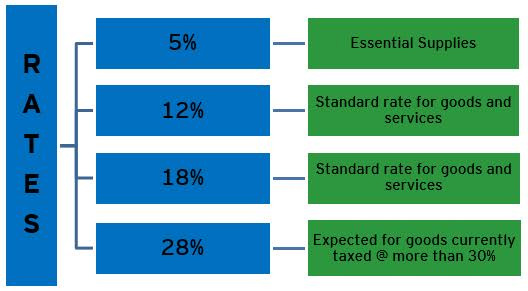 RATES
5%
Essential Supplies
12%
Standard rate for goods and
services
18%
Standard rate for goods and
services
28%
Expected for goods currently
taxed @ more than 30%